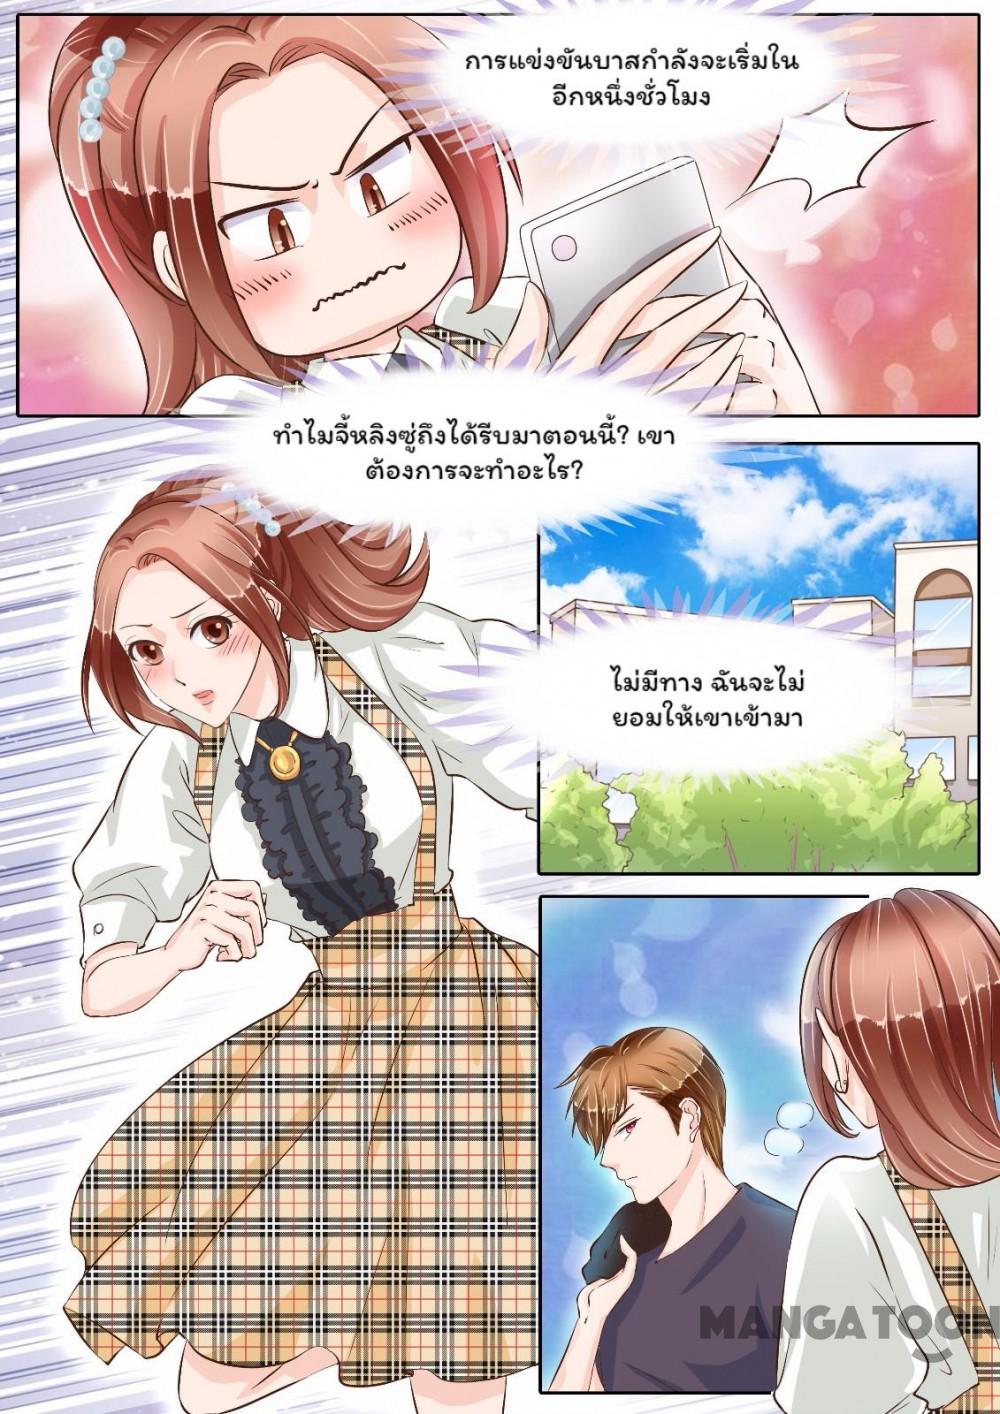 การแข่งขันบาสกำลังจะเริ่มใน
อีกหนึ่งชั่วโมง
ทำไมจี้หลิงซู่ถึงได้รีบมาตอนนี้? เขา
ต้องการจะทำอะไร?
ไม่มีทาง ฉันจะไม่
ยอมให้เขาเข้ามา
MANGATOON